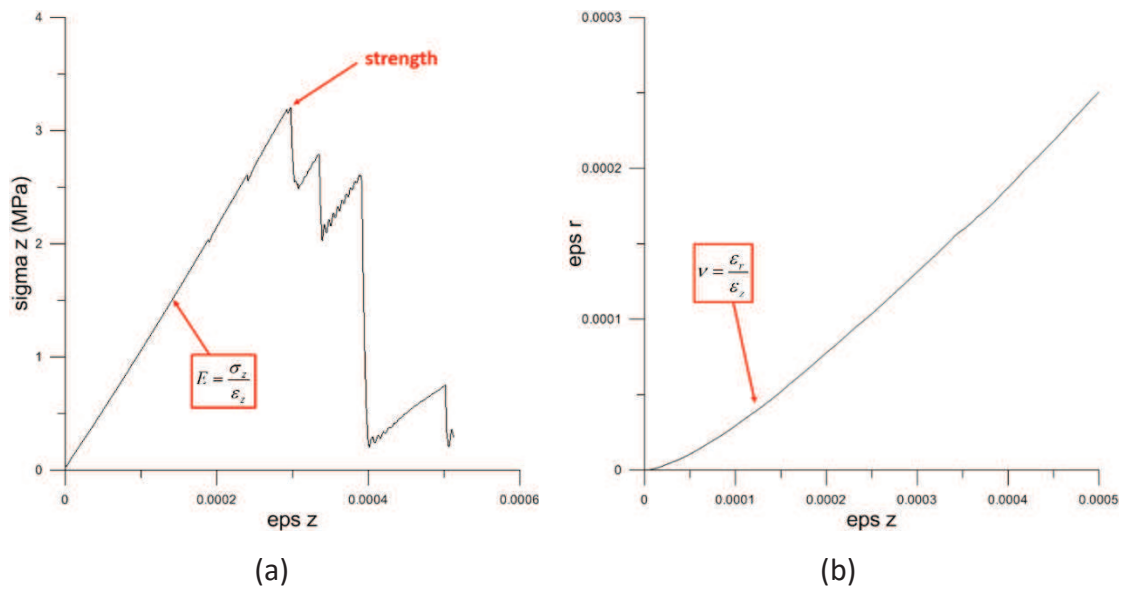 4
3
2
1
0
sigma z (MPa)
strength
E = σz / εz
0
0.0002
0.0004
0.0006
eps z
(a)
0.0003
0.0002
0.0001
0
eps r
ν = εr / εz
0
0.0001
0.0002
0.0003
0.0004
0.0005
eps z
(b)